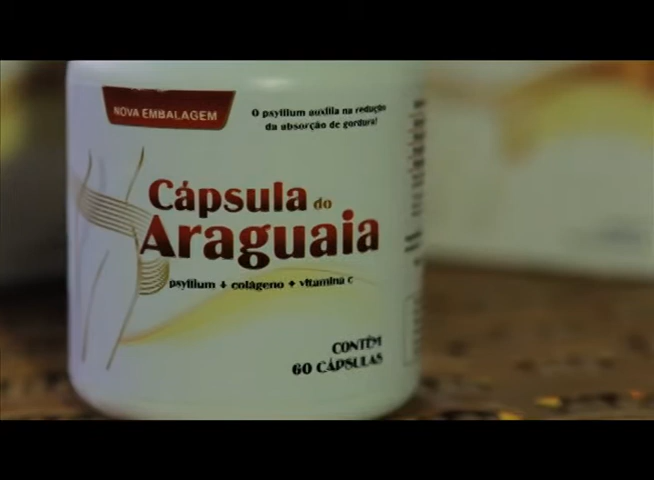 NOVA EMBALAGEM
O psyllium auxilia na redução
da absorção de gordura!
Cápsula do
Araguaia
psyllium + colágeno + vitamina c
CONTÉM
60 CÁPSULAS